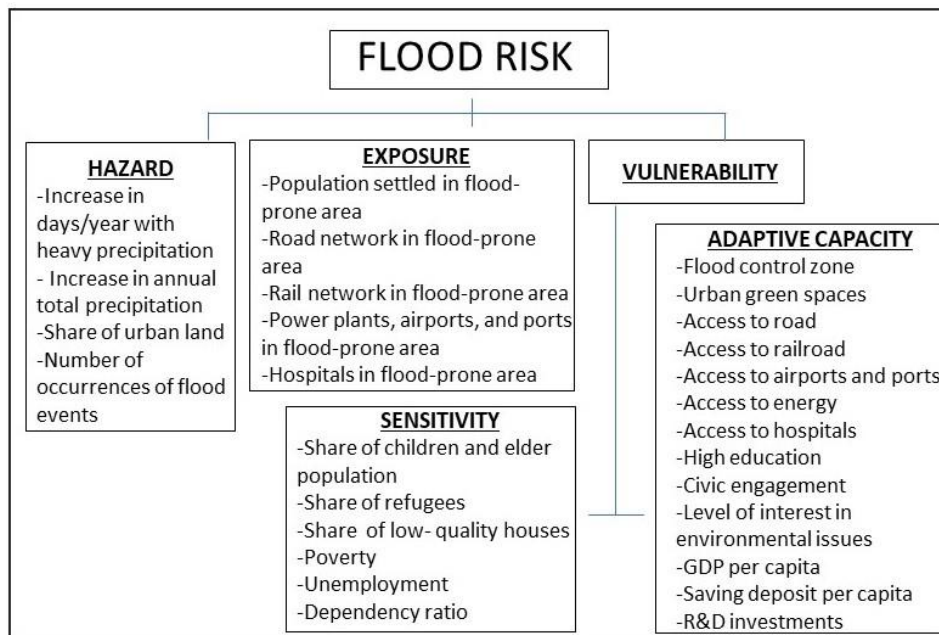 FLOOD RISK
HAZARD
-Increase in
days/year with
heavy precipitation
- Increase in annual
total precipitation
-Share of urban land
-Number of
occurrences of flood
events
EXPOSURE
-Population settled in flood-
prone area
-Road network in flood-prone
area
-Rail network in flood-prone area
-Power plants, airports, and ports
in flood-prone area
-Hospitals in flood-prone area
VULNERABILITY
SENSITIVITY
-Share of children and elder
population
-Share of refugees
-Share of low- quality houses
-Poverty
-Unemployment
-Dependency ratio
ADAPTIVE CAPACITY
-Flood control zone
-Urban green spaces
-Access to road
-Access to railroad
-Access to airports and ports
-Access to energy
-Access to hospitals
-High education
-Civic engagement
-Level of interest in
environmental issues
-GDP per capita
-Saving deposit per capita
-R&D investments